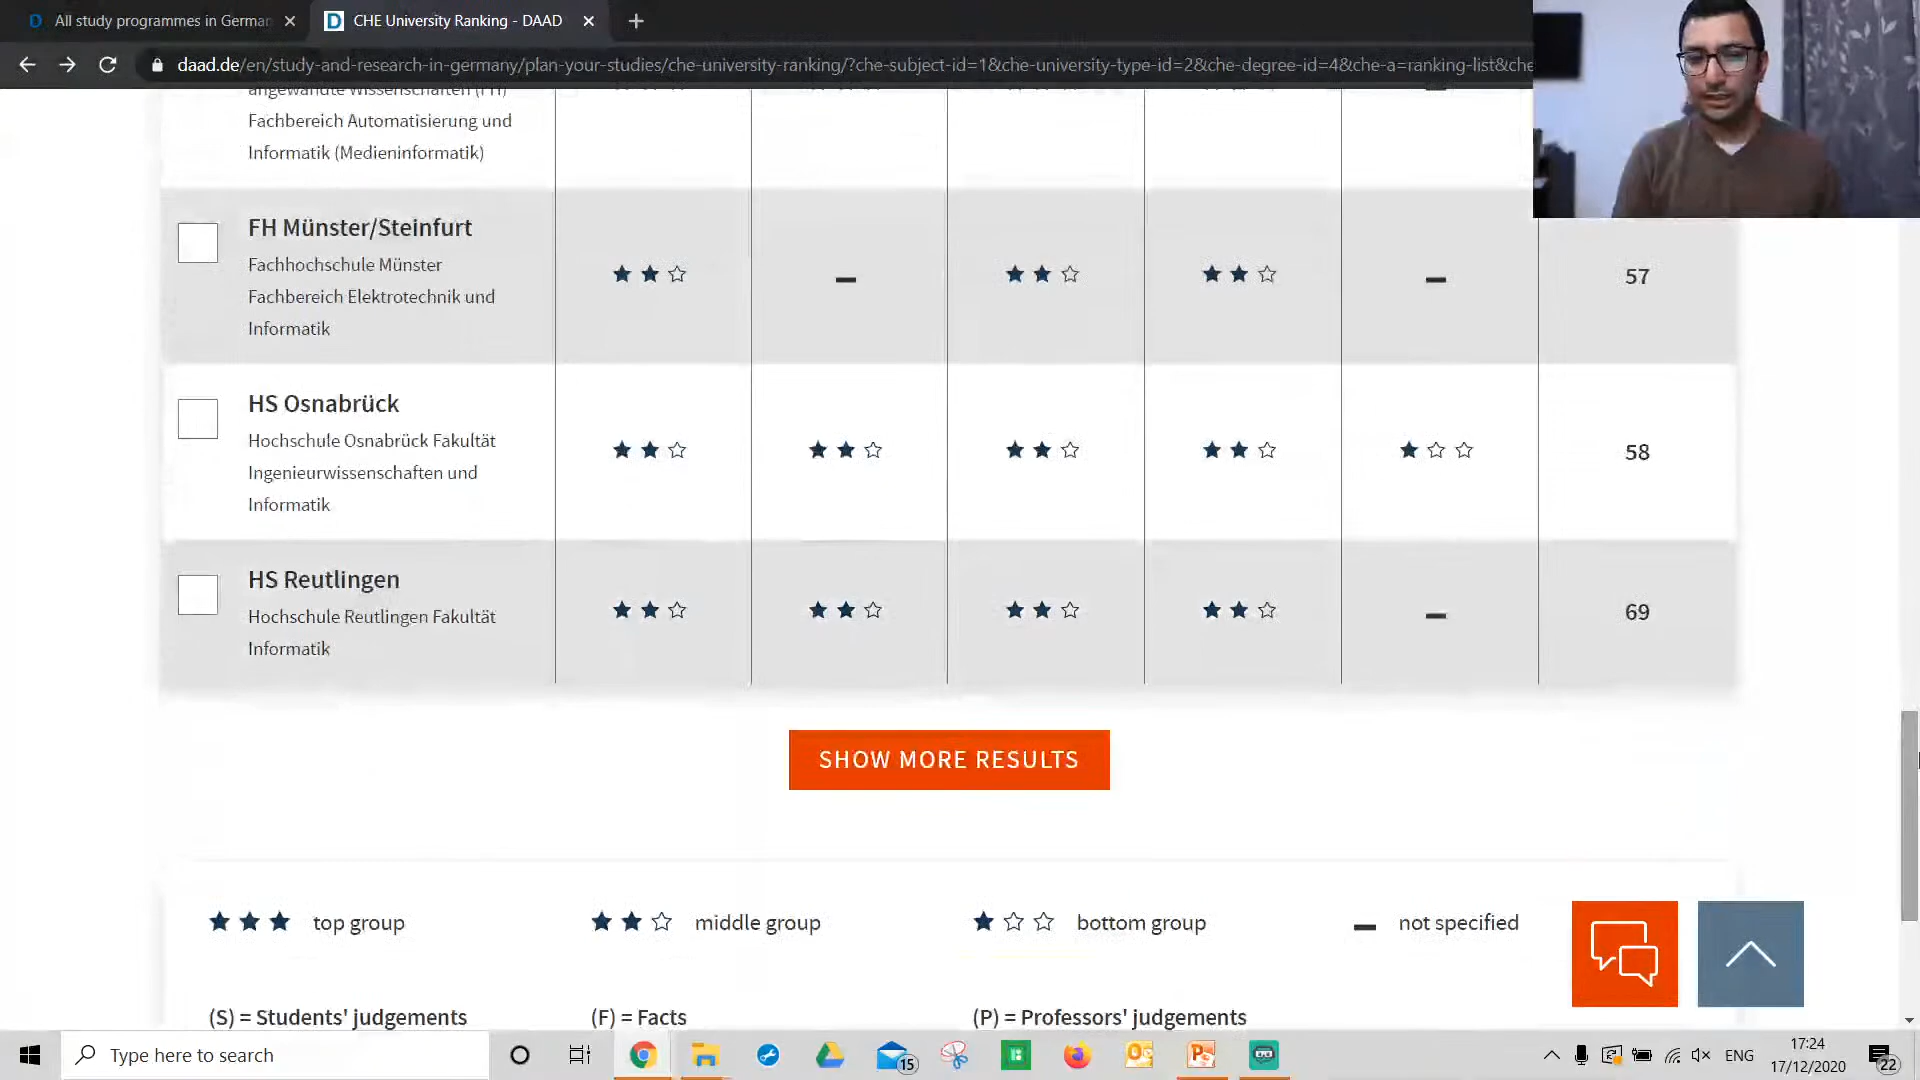 All study programmes in German
CHE University Ranking - DAAD
daad.de/en/study-and-research-in-germany/plan-your-studies/che-university-ranking/?che-subject-id=1&che-university-type-id=2&che-degree-id=4&che-a=ranking-list&che
angewandte Wissenschaften (FH)
Fachbereich Automatisierung und
Informatik (Medieninformatik)
FH Münster/Steinfurt
Fachhochschule Münster
Fachbereich Elektrotechnik und
Informatik
57
HS Osnabrück
Hochschule Osnabrück Fakultät
Ingenieurwissenschaften und
Informatik
58
HS Reutlingen
Hochschule Reutlingen Fakultät
Informatik
69
SHOW MORE RESULTS
top group
middle group
bottom group
not specified
(S) = Students' judgements
(F) = Facts
(P) = Professors' judgements
Type here to search
15
ENG
17:24
17/12/2020
22